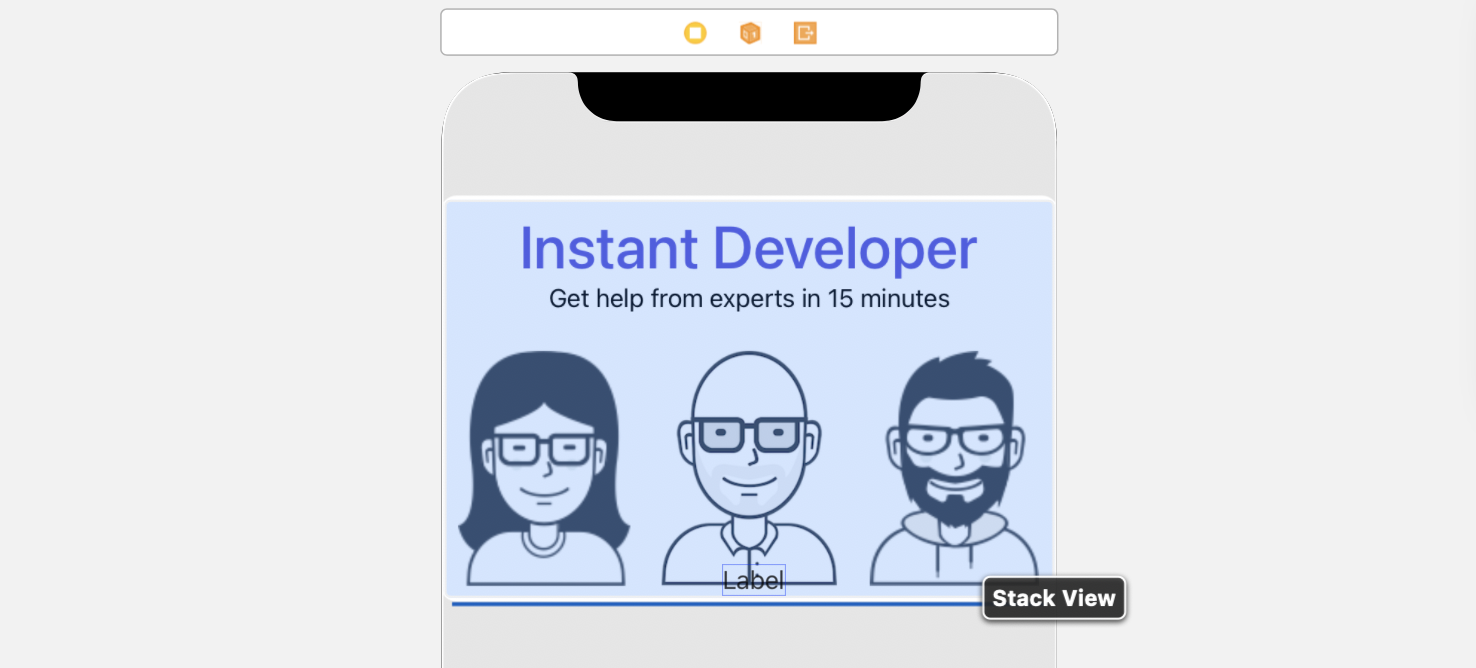 Instant Developer
Get help from experts in 15 minutes
Label
Stack View